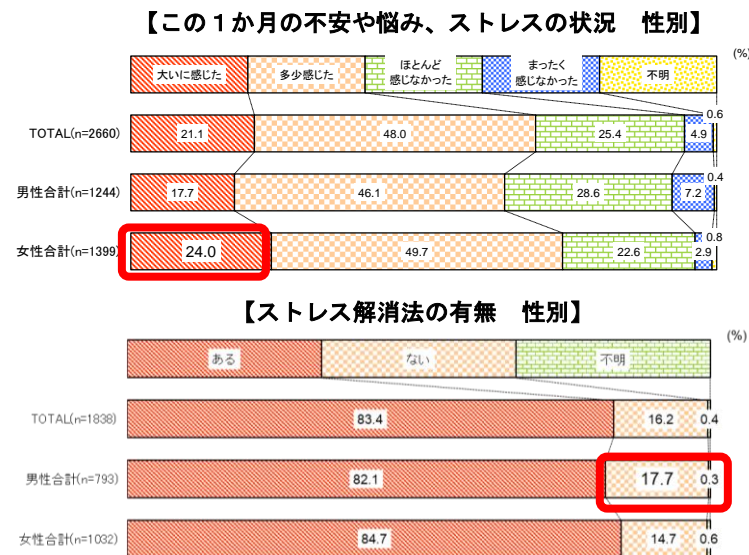 【この１か月の不安や悩み、ストレスの状況　性別】
(%)
大いに感じた 多少感じた ほとんど感じなかった まったく感じなかった 不明
TOTAL(n=2660) 21.1 48.0 25.4 4.9 0.6
男性合計(n=1244) 17.7 46.1 28.6 7.2 0.4
女性合計(n=1399) 24.0 49.7 22.6 2.9 0.8
【ストレス解消法の有無　性別】
(%)
ある ない 不明
TOTAL(n=1838) 83.4 16.2 0.4
男性合計(n=793) 82.1 17.7 0.3
女性合計(n=1032) 84.7 14.7 0.6